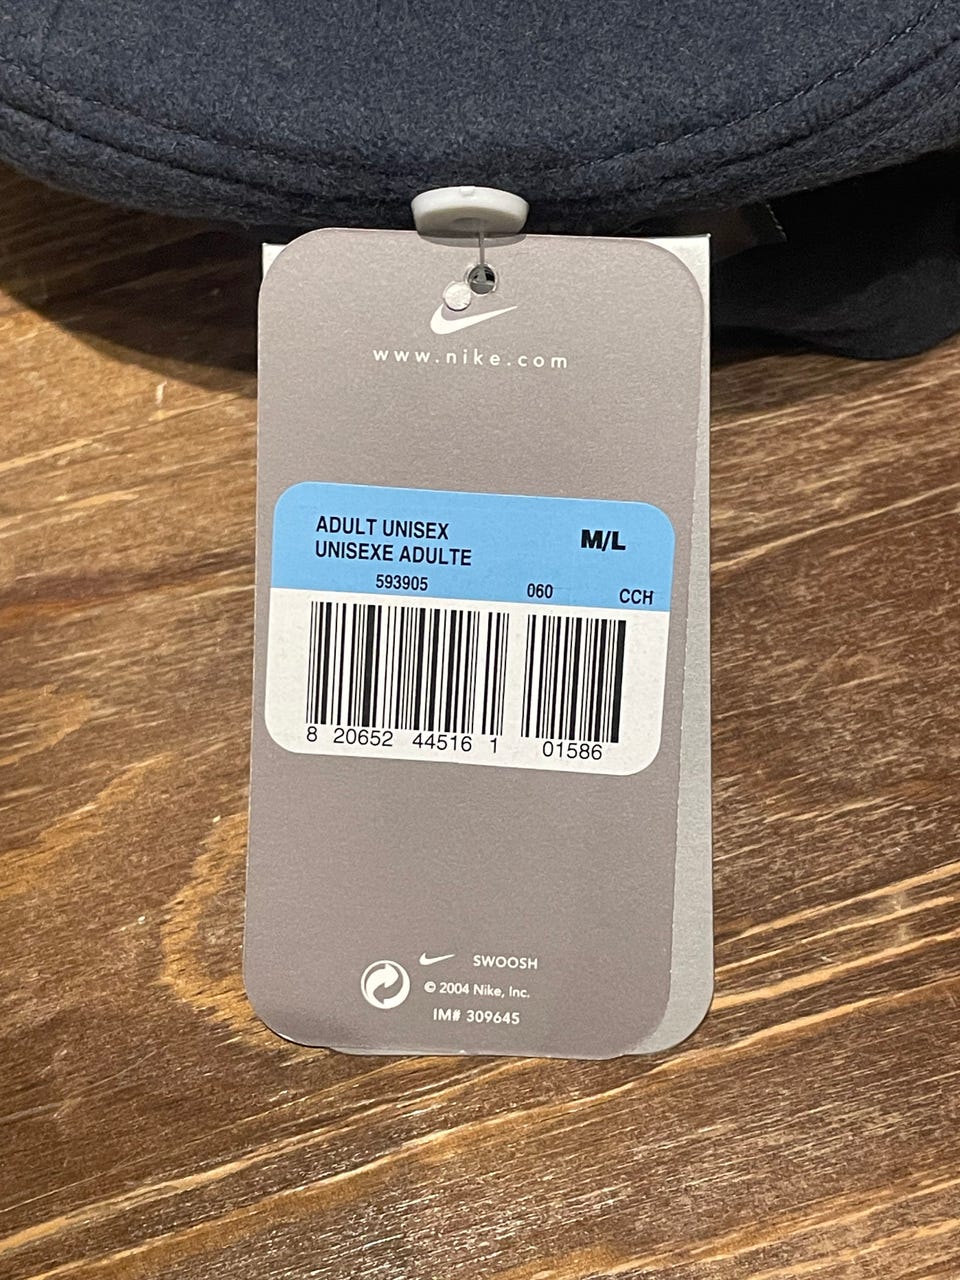 www.nike.com
ADULT UNISEX M/L
UNISEXE ADULTE
593905 060 CCH
8 20652 44516 1 01586
SWOOSH
© 2004 Nike, Inc.
IM# 309645